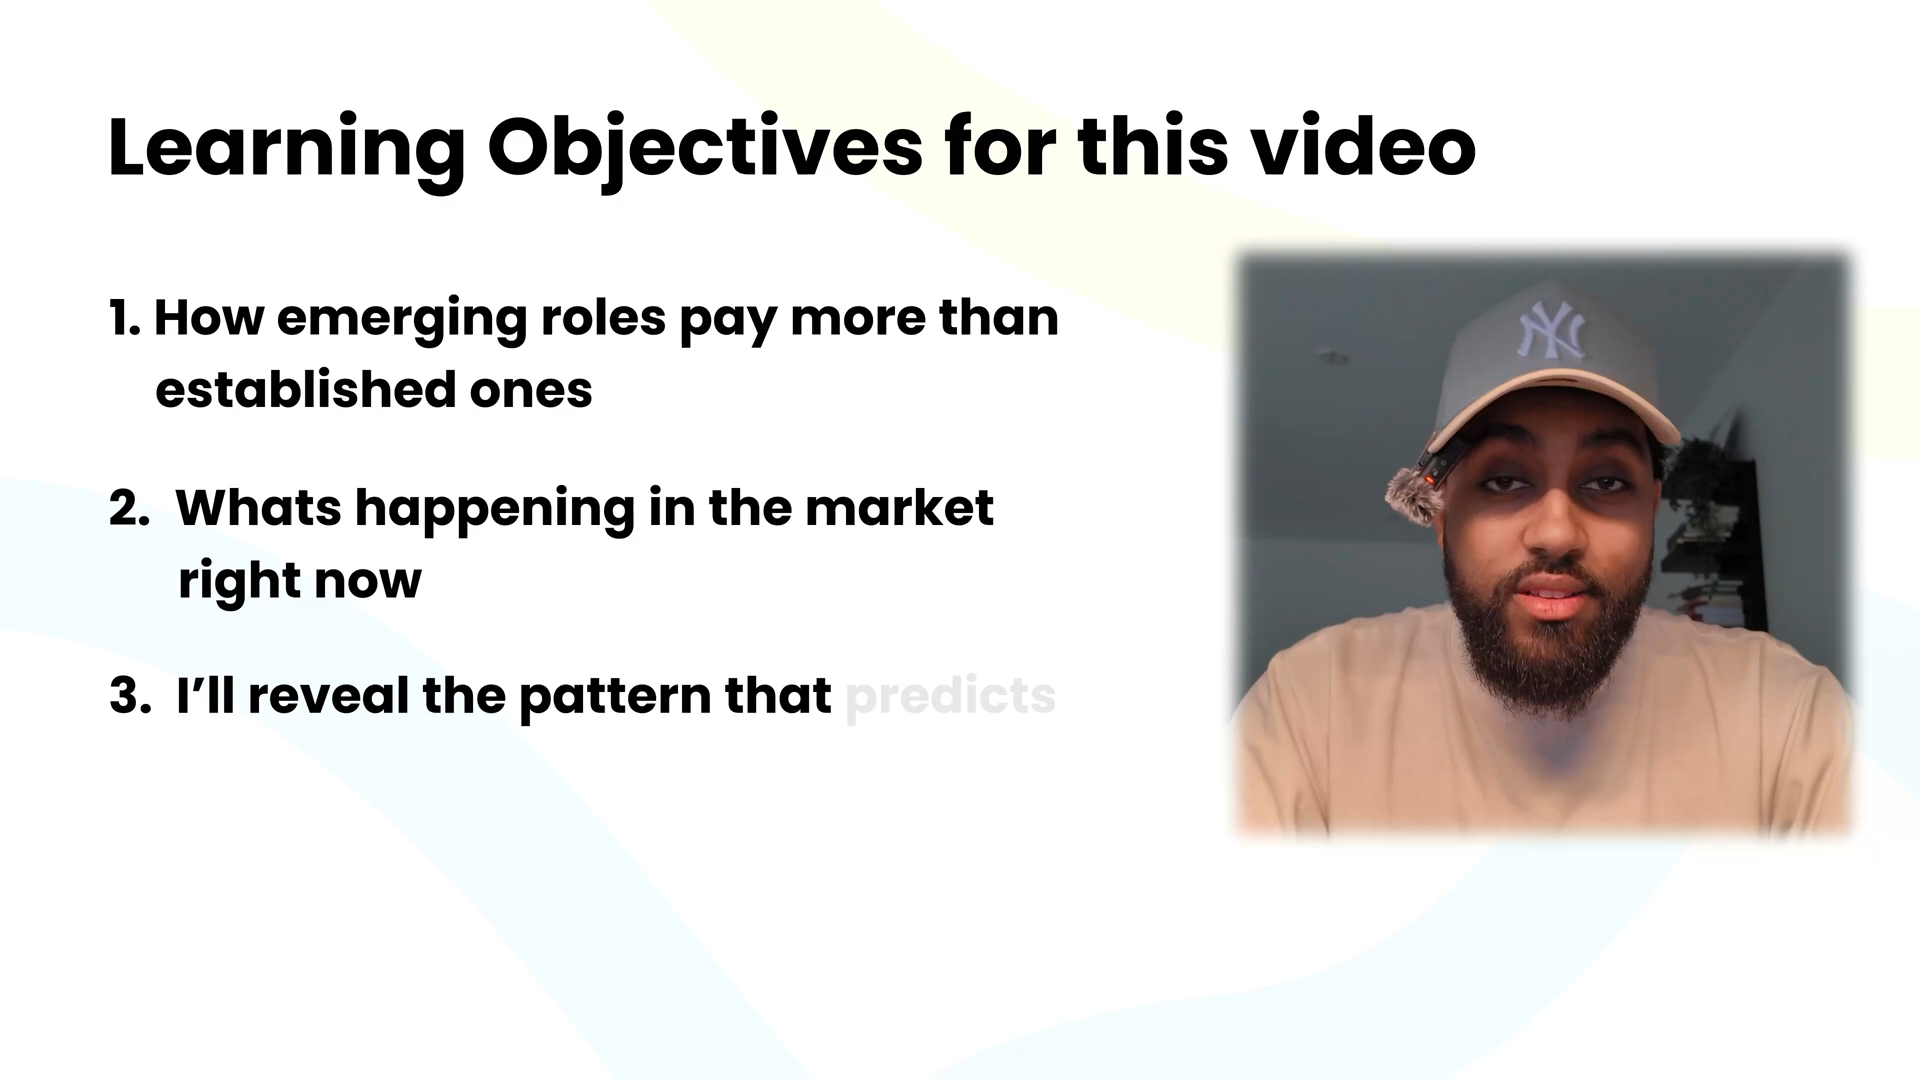 Learning Objectives for this video
1. How emerging roles pay more than
established ones
2. Whats happening in the market
right now
3. I’ll reveal the pattern that predicts
NY